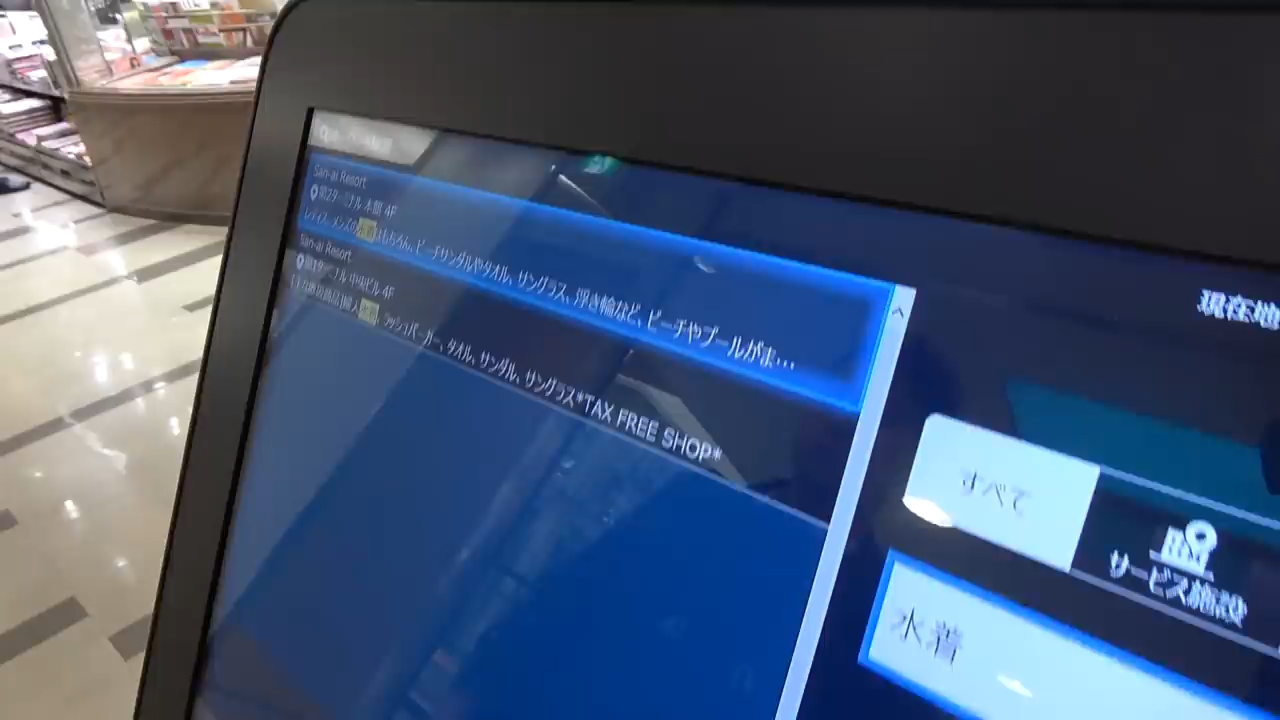 San-ai Resort
第2ターミナル 本館 4F
レディス・メンズの水着はもちろん、ビーチサンダルやタオル、サングラス、浮き輪など、ビーチやプールがま…
San-ai Resort
第1ターミナル 中央ビル 4F
水着、ラッシュパーカー、タオル、サンダル、サングラス*TAX FREE SHOP*
現在地
すべて
サービス施設
水着